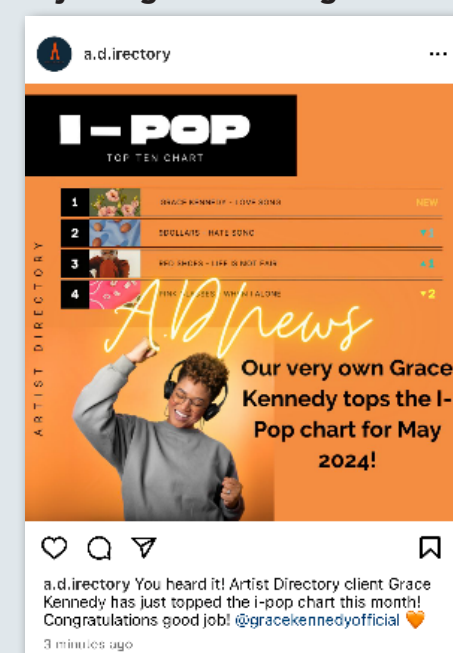 a.d.irectory
I-POP
TOP TEN CHART
1 GRACE KENNEDY - LOVE SONG NEW
2 5DOLLARS - HATE SONG
3 RED SHOES - LIFE IS NOT FAIR
4 PINK GLASSES - WHEN I ALONE ▼2
ARTIST DIRECTORY
A.D News
Our very own Grace
Kennedy tops the I-
Pop chart for May
2024!
a.d.irectory You heard it! Artist Directory client Grace
Kennedy has just topped the i-pop chart this month!
Congratulations good job! @gracekennedyofficial 🧡
3 minutes ago